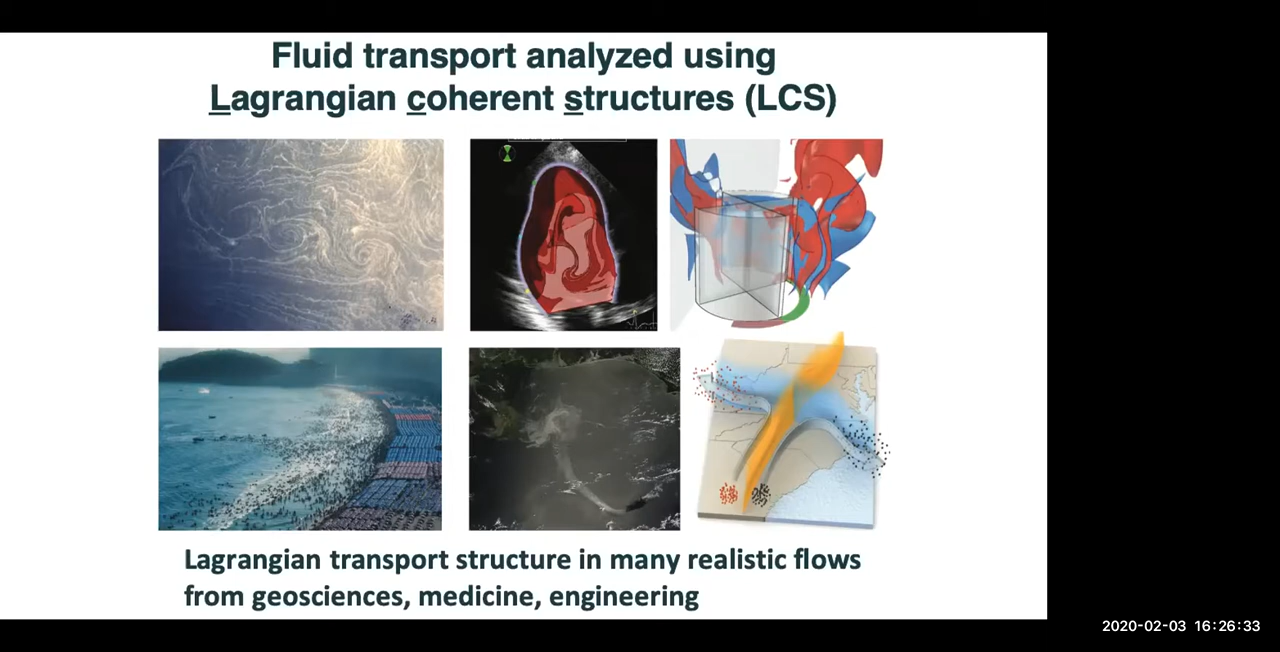 Fluid transport analyzed using
Lagrangian coherent structures (LCS)
Lagrangian transport structure in many realistic flows
from geosciences, medicine, engineering
2020-02-03 16:26:33